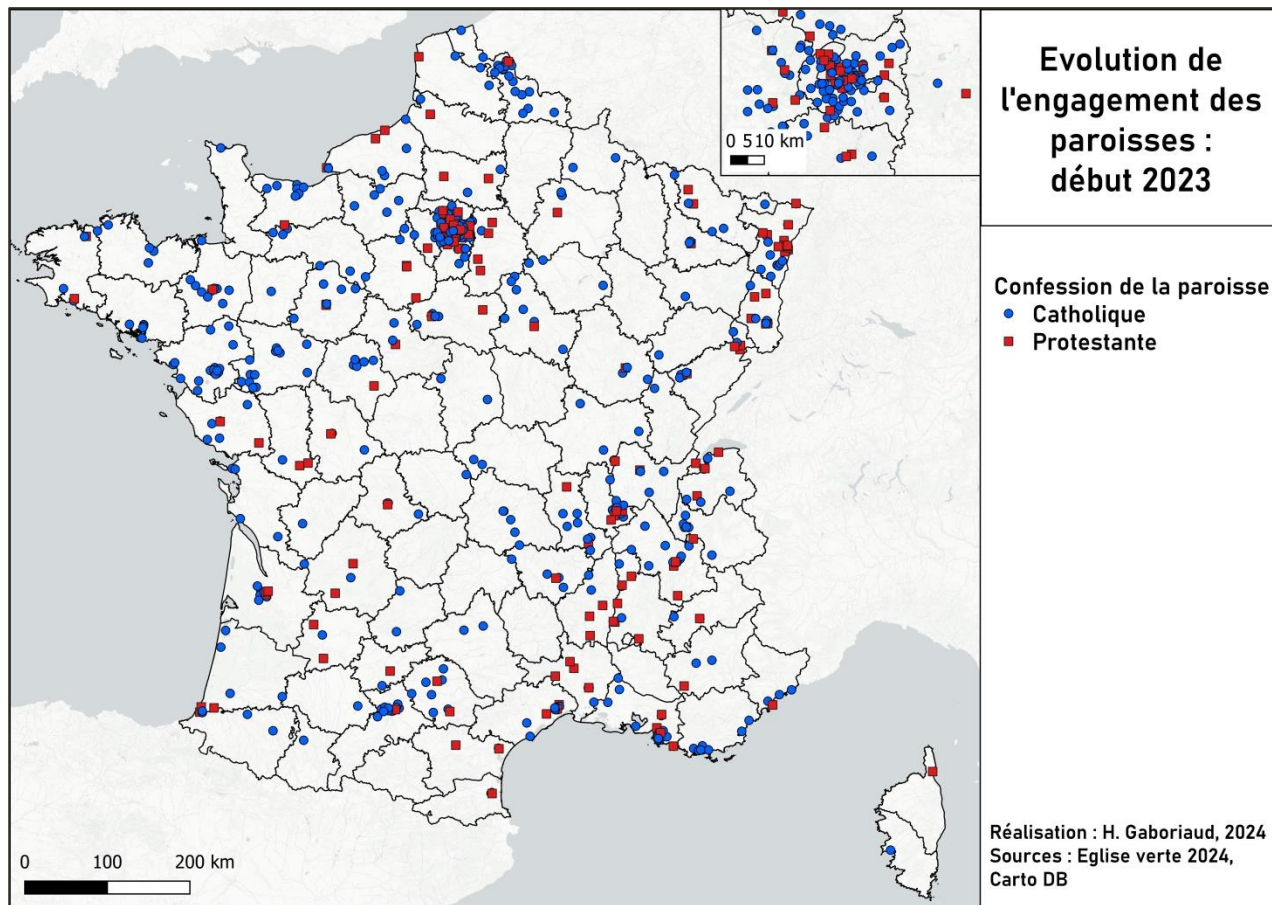 Evolution de
l'engagement des
paroisses :
début 2023
Confession de la paroisse
Catholique
Protestante
Réalisation : H. Gaboriaud, 2024
Sources : Eglise verte 2024,
Carto DB
0 510 km
0 100 200 km